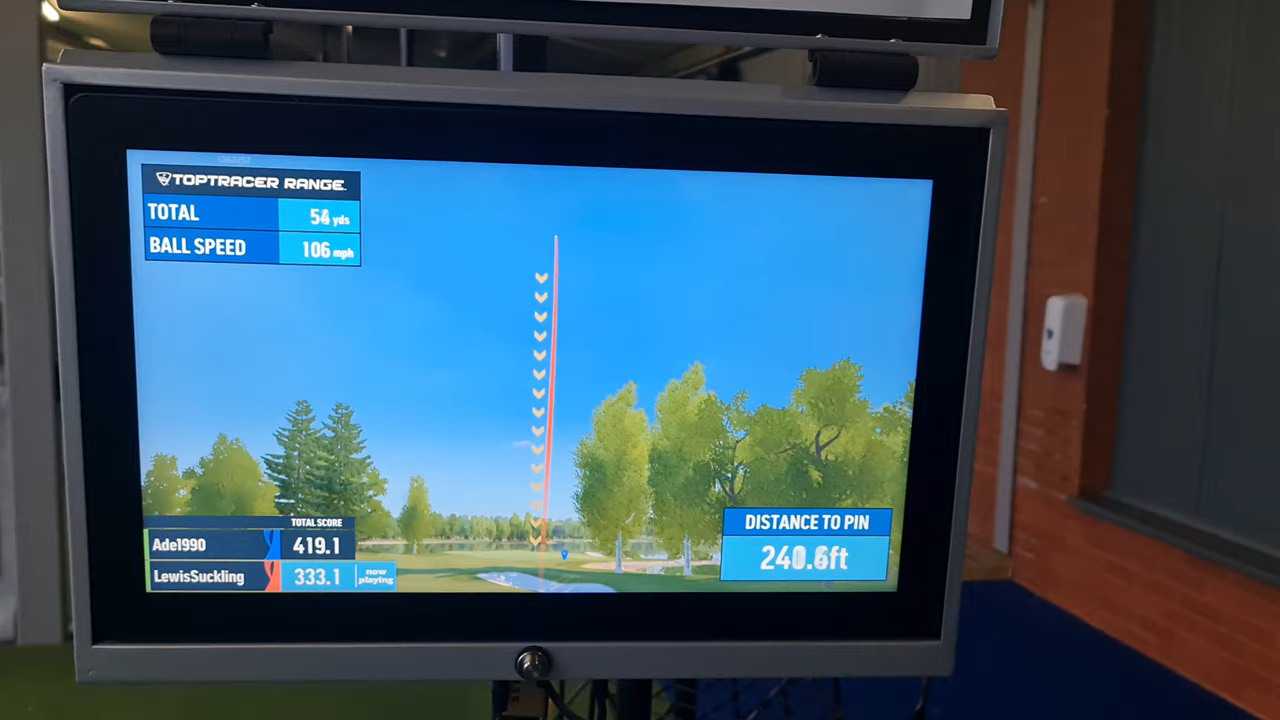 TOPTRACER RANGE
TOTAL 54 yds
BALL SPEED 106 mph
TOTAL SCORE
Ade1990 419.1
LewisSuckling 333.1 now playing
DISTANCE TO PIN
240.6ft